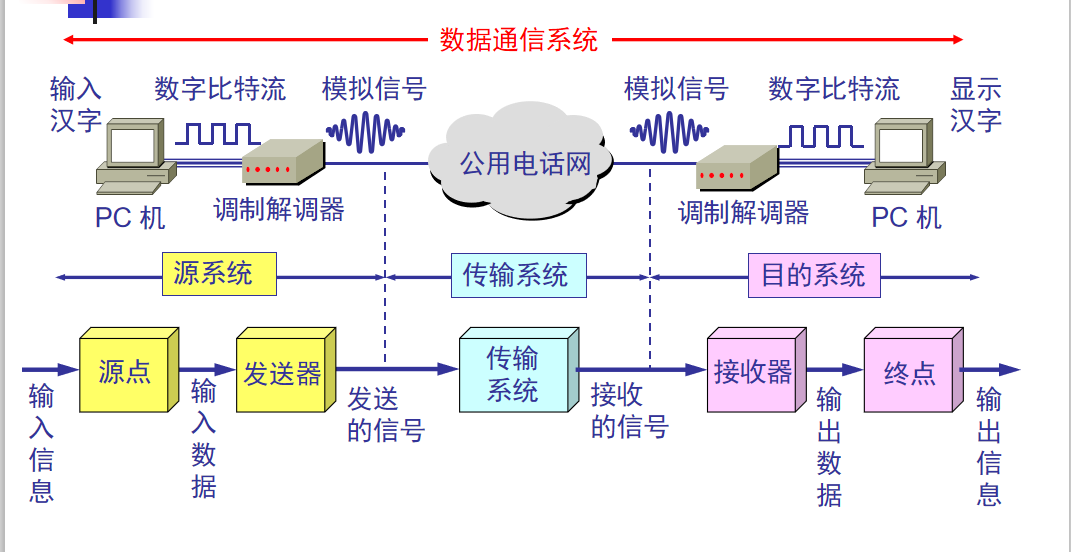 数据通信系统
输入
汉字
数字比特流
模拟信号
模拟信号
数字比特流
显示
汉字
公用电话网
PC 机
调制解调器
调制解调器
PC 机
源系统
传输系统
目的系统
源点
发送器
传输
系统
接收器
终点
输入信息
输入数据
发送
的信号
接收
的信号
输出数据
输出信息